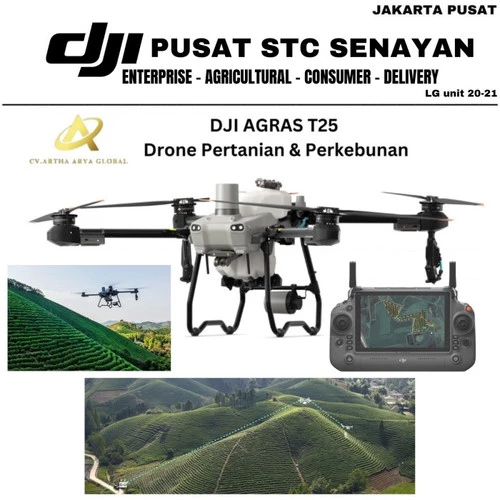 JAKARTA PUSAT
dji PUSAT STC SENAYAN
ENTERPRISE - AGRICULTURAL - CONSUMER - DELIVERY
LG unit 20-21
CV.ARTHA ARYA GLOBAL
DJI AGRAS T25
Drone Pertanian & Perkebunan
dji